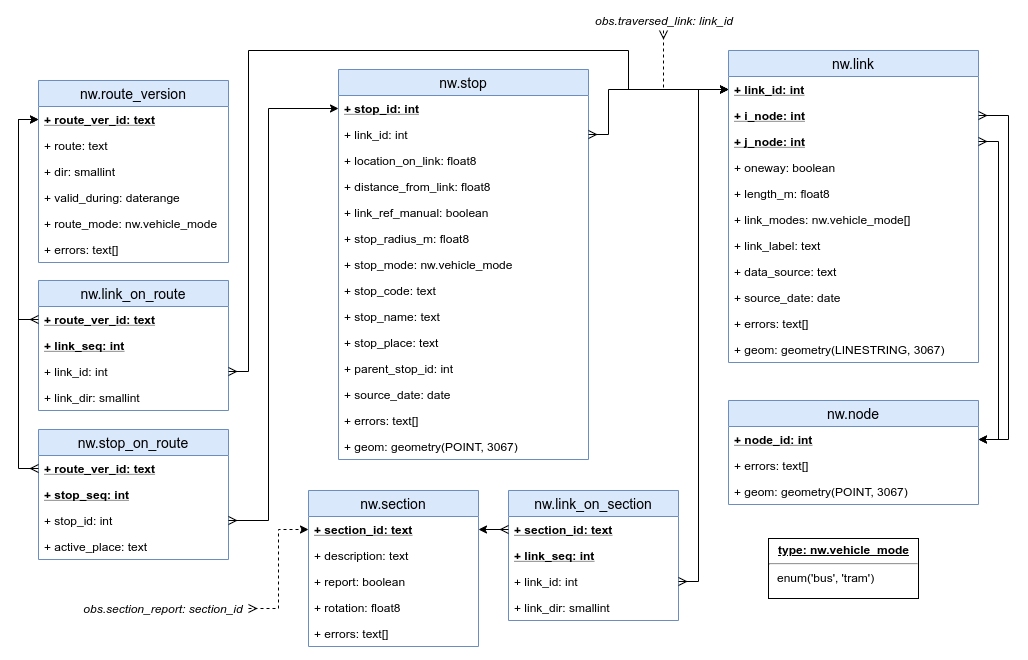 obs.traversed_link: link_id
nw.route_version
+ route_ver_id: text
+ route: text
+ dir: smallint
+ valid_during: daterange
+ route_mode: nw.vehicle_mode
+ errors: text[]
nw.link_on_route
+ route_ver_id: text
+ link_seq: int
+ link_id: int
+ link_dir: smallint
nw.stop_on_route
+ route_ver_id: text
+ stop_seq: int
+ stop_id: int
+ active_place: text
nw.stop
+ stop_id: int
+ link_id: int
+ location_on_link: float8
+ distance_from_link: float8
+ link_ref_manual: boolean
+ stop_radius_m: float8
+ stop_mode: nw.vehicle_mode
+ stop_code: text
+ stop_name: text
+ stop_place: text
+ parent_stop_id: int
+ source_date: date
+ errors: text[]
+ geom: geometry(POINT, 3067)
nw.link
+ link_id: int
+ i_node: int
+ j_node: int
+ oneway: boolean
+ length_m: float8
+ link_modes: nw.vehicle_mode[]
+ link_label: text
+ data_source: text
+ source_date: date
+ errors: text[]
+ geom: geometry(LINESTRING, 3067)
nw.node
+ node_id: int
+ errors: text[]
+ geom: geometry(POINT, 3067)
nw.section
+ section_id: text
+ description: text
+ report: boolean
+ rotation: float8
+ errors: text[]
nw.link_on_section
+ section_id: text
+ link_seq: int
+ link_id: int
+ link_dir: smallint
type: nw.vehicle_mode
enum('bus', 'tram')
obs.section_report: section_id